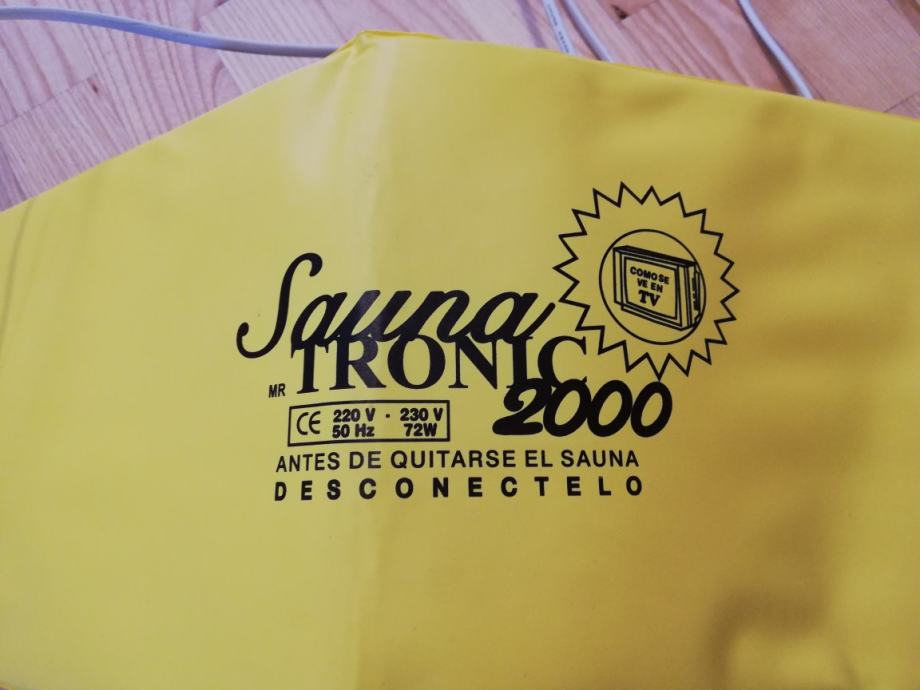 COMO SE
VE EN
TV
Sauna
MR TRONIC
2000
CE 220 V · 230 V
50 Hz 72W
ANTES DE QUITARSE EL SAUNA
DESCONECTELO